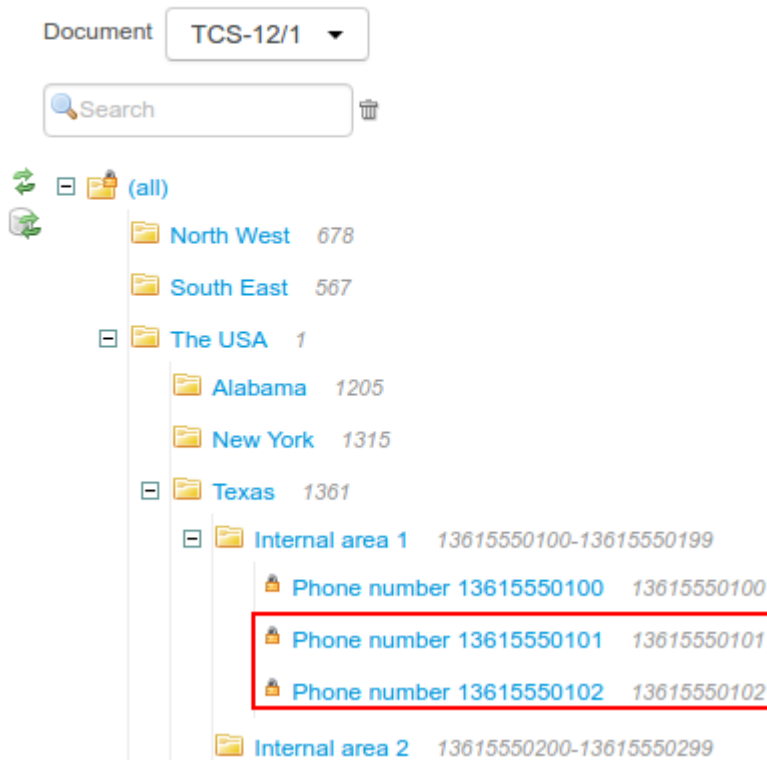 Document TCS-12/1
Search
(all)
North West 678
South East 567
The USA 1
Alabama 1205
New York 1315
Texas 1361
Internal area 1 13615550100-13615550199
Phone number 13615550100 13615550100
Phone number 13615550101 13615550101
Phone number 13615550102 13615550102
Internal area 2 13615550200-13615550299